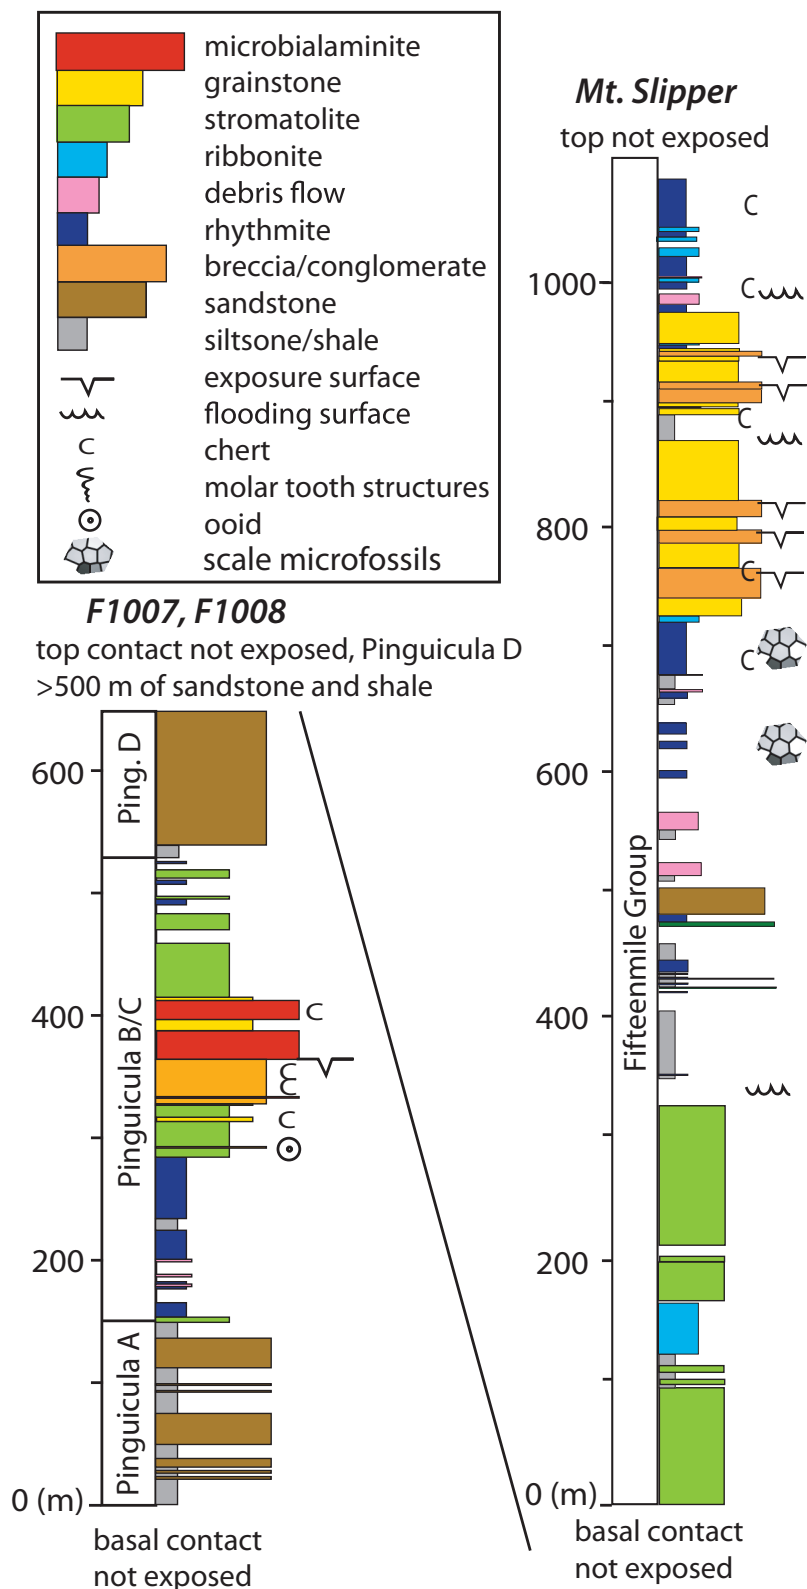 microbialaminite
grainstone
stromatolite
ribbonite
debris flow
rhythmite
breccia/conglomerate
sandstone
siltsone/shale
exposure surface
flooding surface
C chert
molar tooth structures
ooid
scale microfossils
F1007, F1008
top contact not exposed, Pinguicula D
>500 m of sandstone and shale
600
400
200
0 (m)
Ping. D
Pinguicula B/C
Pinguicula A
C
C
C
C
basal contact
not exposed
Mt. Slipper
top not exposed
1000
800
600
400
200
0 (m)
Fifteenmile Group
C
C
C
C
C
basal contact
not exposed